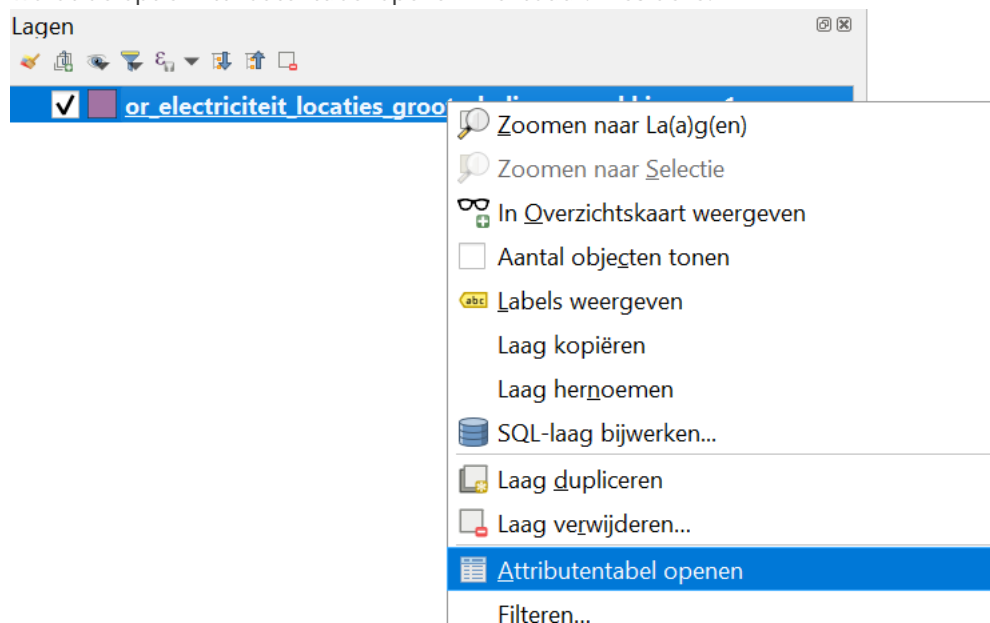 Lagen
or_electriciteit_locaties_groot
Zoomen naar La(a)g(en)
Zoomen naar Selectie
In Overzichtskaart weergeven
Aantal objecten tonen
abc Labels weergeven
Laag kopiëren
Laag hernoemen
SQL-laag bijwerken...
Laag dupliceren
Laag verwijderen...
Attributentabel openen
Filteren...